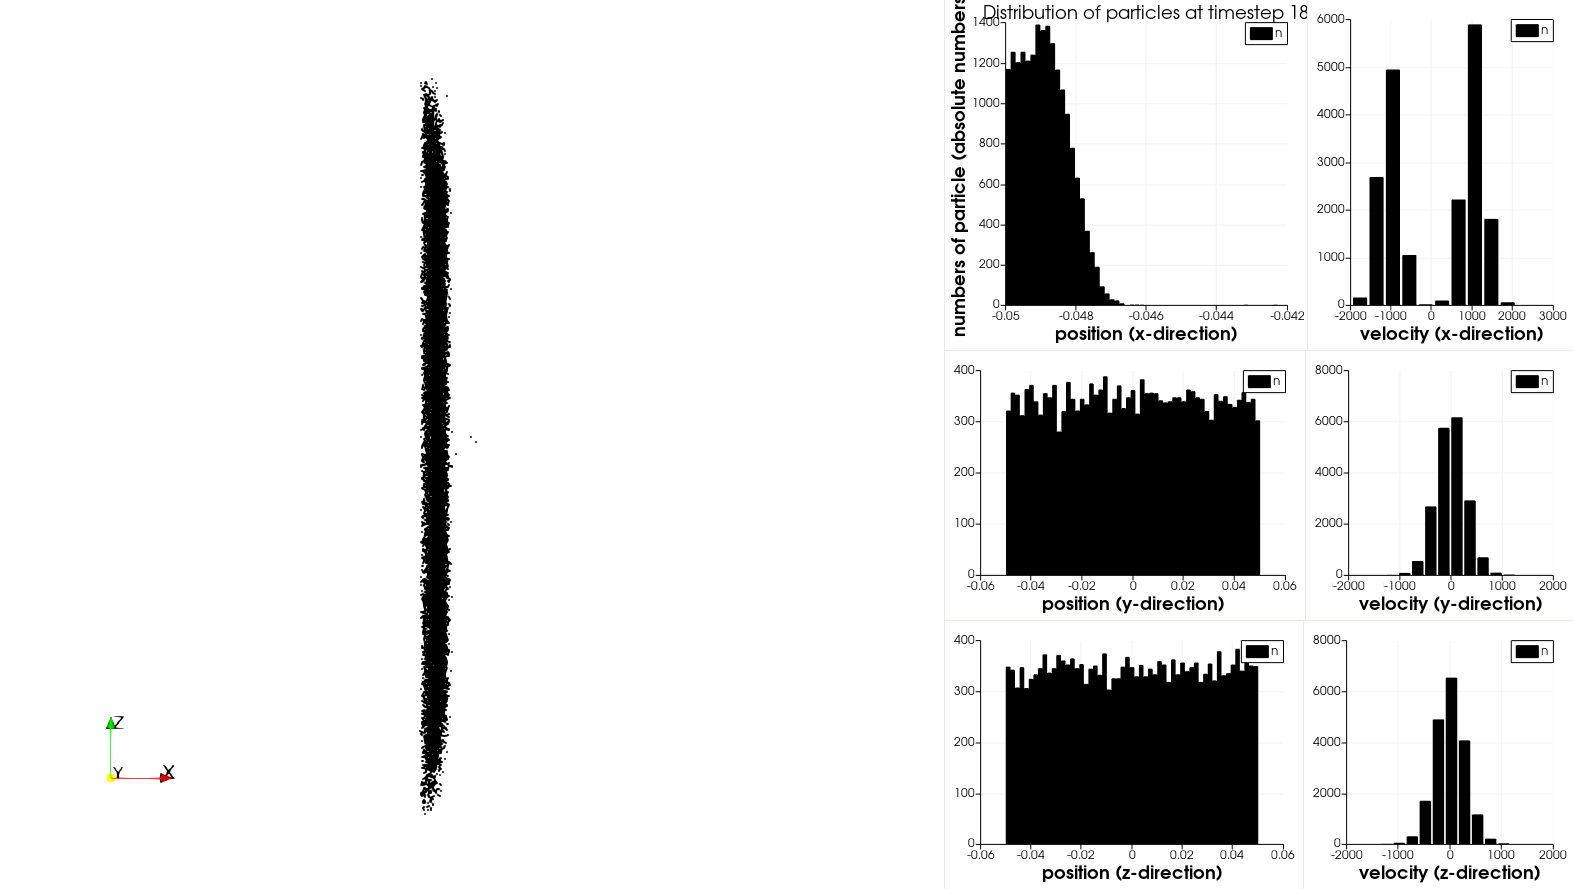 Distribution of particles at timestep 18
numbers of particle (absolute numbers
1400
1200
1000
800
600
400
200
0
-0.05 -0.048 -0.046 -0.044 -0.042
position (x-direction)
n
6000
5000
4000
3000
2000
1000
0
-2000 -1000 0 1000 2000 3000
velocity (x-direction)
n
400
300
200
100
0
-0.06 -0.04 -0.02 0 0.02 0.04 0.06
position (y-direction)
n
8000
6000
4000
2000
0
-2000 -1000 0 1000 2000
velocity (y-direction)
n
400
300
200
100
0
-0.06 -0.04 -0.02 0 0.02 0.04 0.06
position (z-direction)
n
8000
6000
4000
2000
0
-2000 -1000 0 1000 2000
velocity (z-direction)
n
Z
Y
X